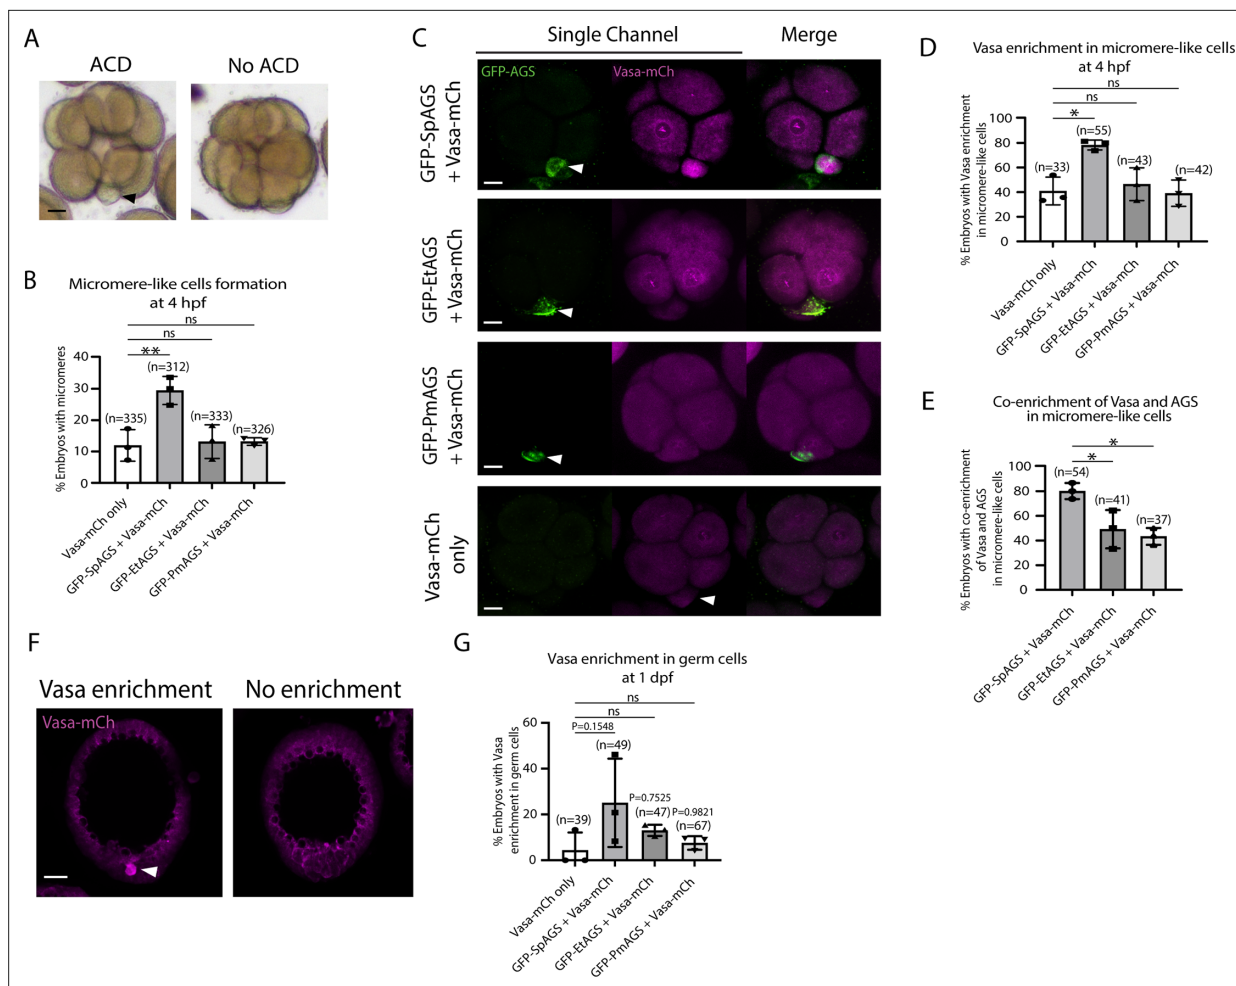 A
ACD
No ACD
B
Micromere-like cells formation
at 4 hpf
ns
ns
**
% Embryos with micromeres
40
30
20
10
0
(n=335)
(n=312)
(n=333)
(n=326)
Vasa-mCh only
GFP-SpAGS + Vasa-mCh
GFP-EtAGS + Vasa-mCh
GFP-PmAGS + Vasa-mCh
C
Single Channel
Merge
GFP-AGS
Vasa-mCh
GFP-SpAGS
+ Vasa-mCh
GFP-EtAGS
+ Vasa-mCh
GFP-PmAGS
+ Vasa-mCh
Vasa-mCh
only
D
Vasa enrichment in micromere-like cells
at 4 hpf
ns
ns
*
% Embryos with Vasa enrichment
in micromere-like cells
100
80
60
40
20
0
(n=33)
(n=55)
(n=43)
(n=42)
Vasa-mCh only
GFP-SpAGS + Vasa-mCh
GFP-EtAGS + Vasa-mCh
GFP-PmAGS + Vasa-mCh
E
Co-enrichment of Vasa and AGS
in micromere-like cells
*
*
% Embryos with co-enrichment
of Vasa and AGS
in micromere-like cells
100
80
60
40
20
0
(n=54)
(n=41)
(n=37)
GFP-SpAGS + Vasa-mCh
GFP-EtAGS + Vasa-mCh
GFP-PmAGS + Vasa-mCh
F
Vasa enrichment
No enrichment
Vasa-mCh
G
Vasa enrichment in germ cells
at 1 dpf
ns
ns
P=0.1548
% Embryos with Vasa
enrichment in germ cells
60
40
20
0
(n=39)
(n=49)
P=0.7525
(n=47)
P=0.9821
(n=67)
Vasa-mCh only
GFP-SpAGS + Vasa-mCh
GFP-EtAGS + Vasa-mCh
GFP-PmAGS + Vasa-mCh